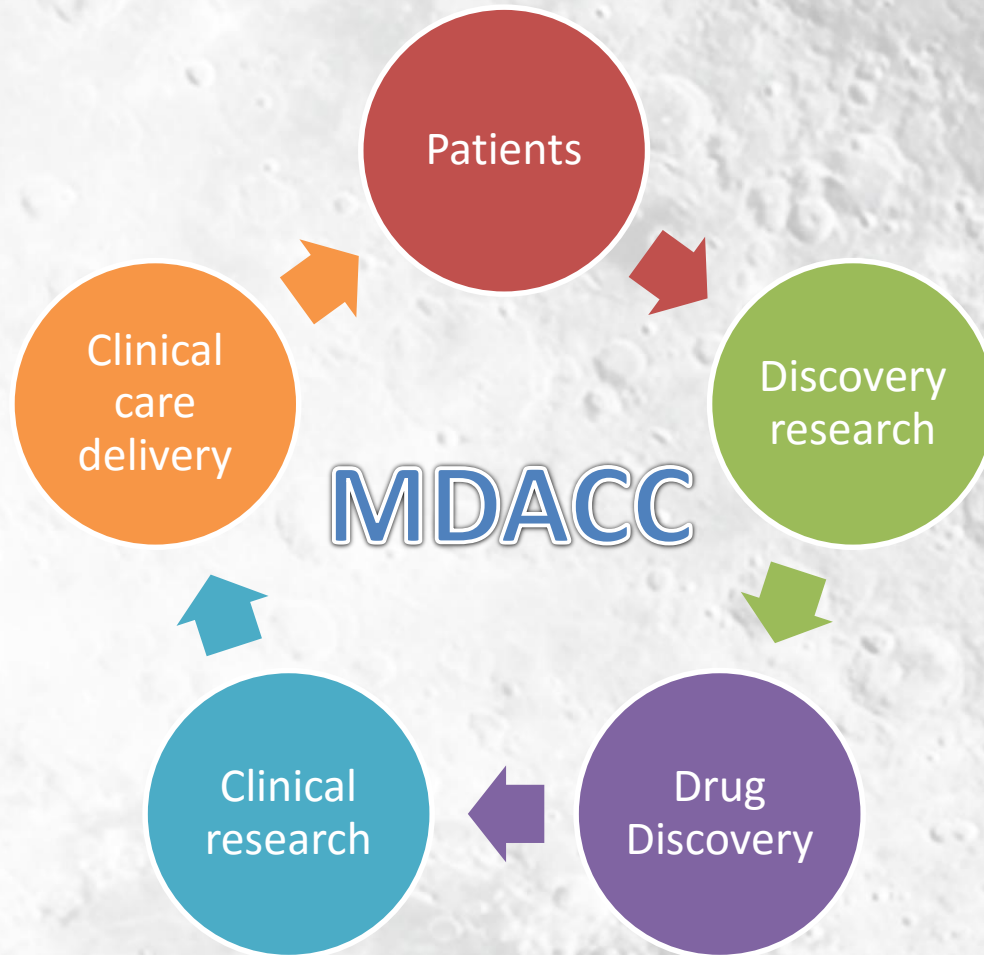 Patients
Discovery
research
Drug
Discovery
Clinical
research
Clinical
care
delivery
MDACC